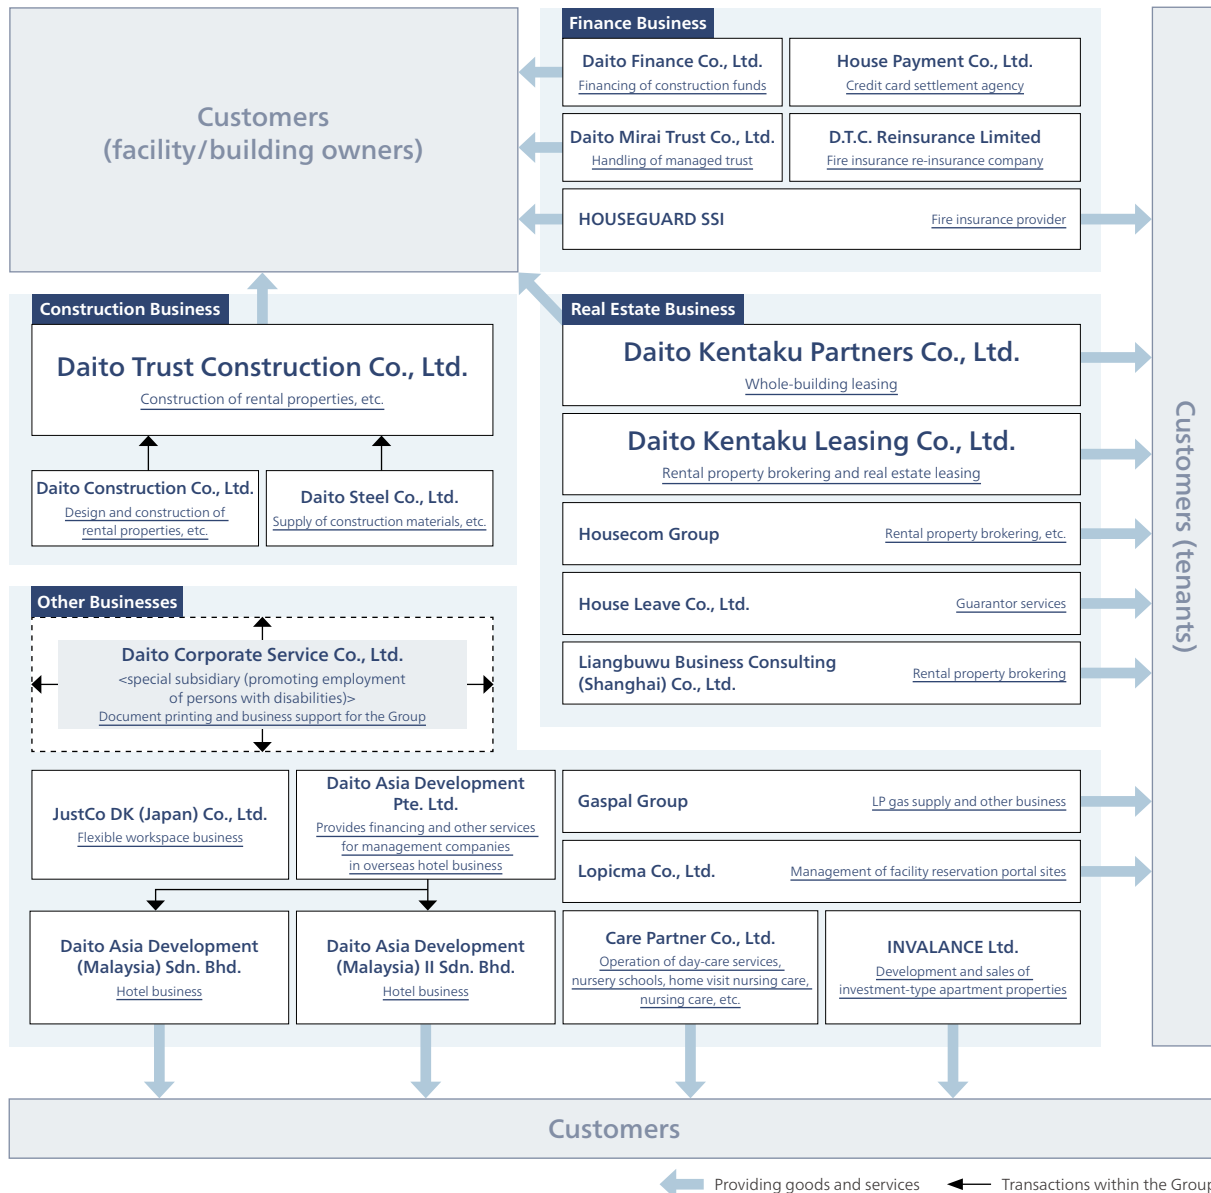 Customers
(facility/building owners)
Finance Business
Daito Finance Co., Ltd.
Financing of construction funds
House Payment Co., Ltd.
Credit card settlement agency
Daito Mirai Trust Co., Ltd.
Handling of managed trust
D.T.C. Reinsurance Limited
Fire insurance re-insurance company
HOUSEGUARD SSI
Fire insurance provider
Construction Business
Daito Trust Construction Co., Ltd.
Construction of rental properties, etc.
Daito Construction Co., Ltd.
Design and construction of
rental properties, etc.
Daito Steel Co., Ltd.
Supply of construction materials, etc.
Real Estate Business
Daito Kentaku Partners Co., Ltd.
Whole-building leasing
Daito Kentaku Leasing Co., Ltd.
Rental property brokering and real estate leasing
Housecom Group
Rental property brokering, etc.
House Leave Co., Ltd.
Guarantor services
Liangbuwu Business Consulting
(Shanghai) Co., Ltd.
Rental property brokering
Customers (tenants)
Other Businesses
Daito Corporate Service Co., Ltd.
<special subsidiary (promoting employment
of persons with disabilities)>
Document printing and business support for the Group
JustCo DK (Japan) Co., Ltd.
Flexible workspace business
Daito Asia Development
Pte. Ltd.
Provides financing and other services
for management companies
in overseas hotel business
Gaspal Group
LP gas supply and other business
Lopicma Co., Ltd.
Management of facility reservation portal sites
Daito Asia Development
(Malaysia) Sdn. Bhd.
Hotel business
Daito Asia Development
(Malaysia) II Sdn. Bhd.
Hotel business
Care Partner Co., Ltd.
Operation of day-care services,
nursery schools, home visit nursing care,
nursing care, etc.
INVALANCE Ltd.
Development and sales of
investment-type apartment properties
Customers
Providing goods and services
Transactions within the Group